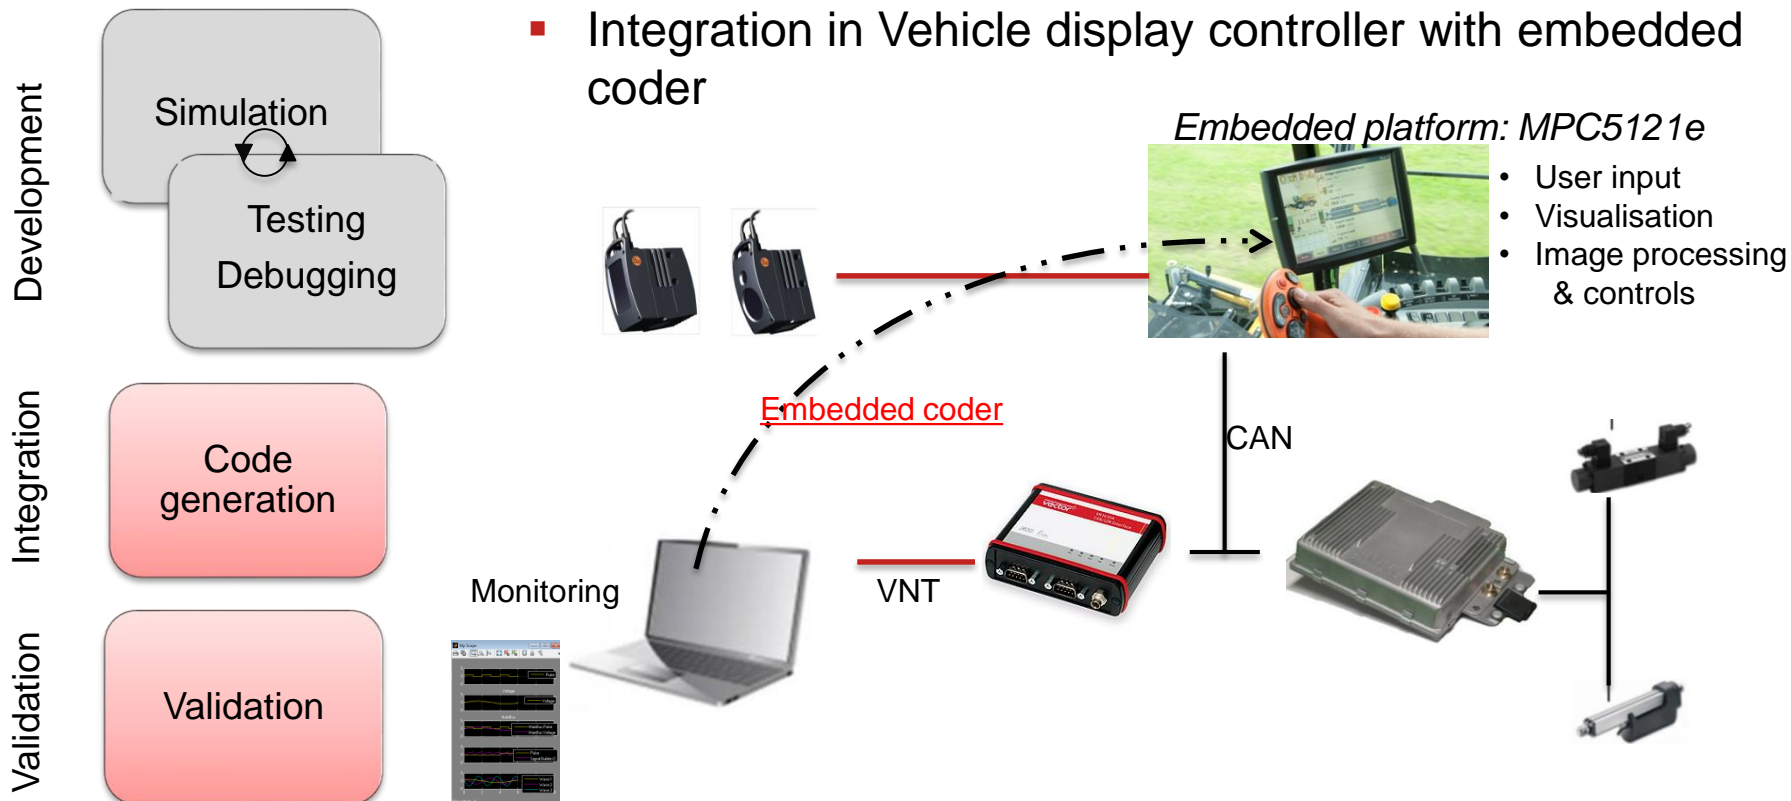 Integration in Vehicle display controller with embedded
coder
Development
Simulation
Testing
Debugging
Embedded platform: MPC5121e
User input
Visualisation
Image processing
& controls
Embedded coder
Integration
Code
generation
CAN
vector
Monitoring
VNT
Validation
Validation